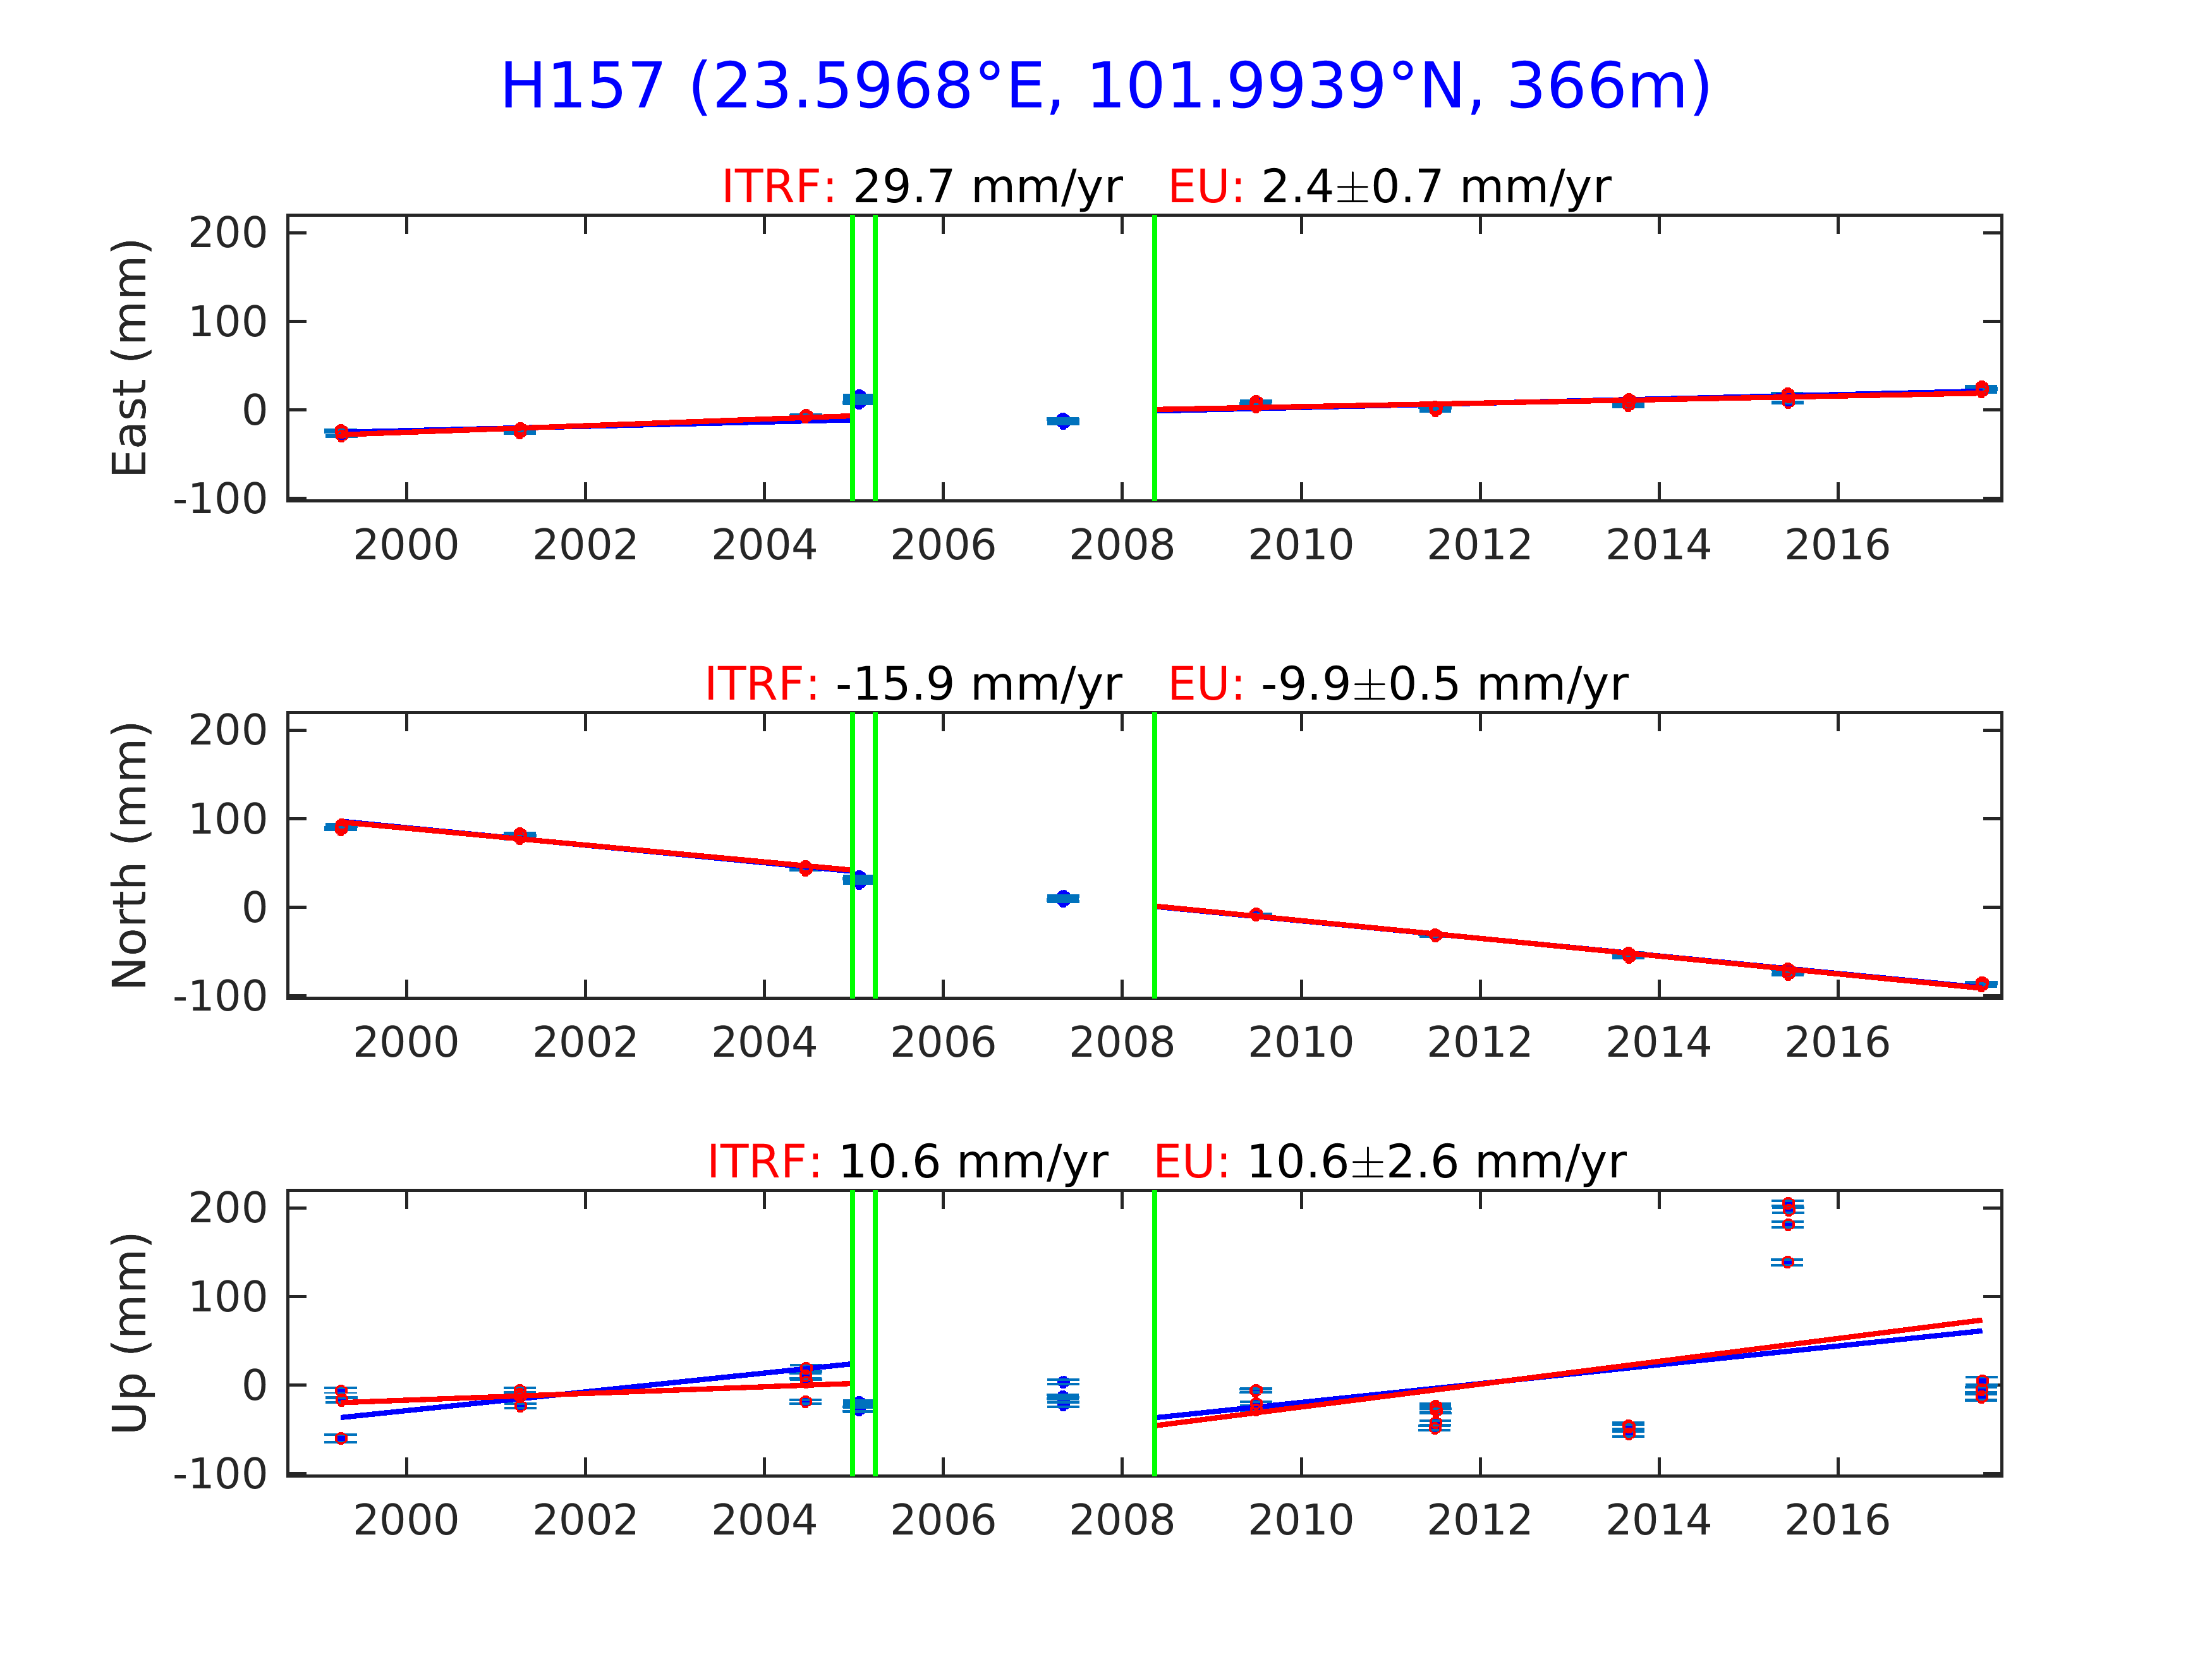 H157 (23.5968°E, 101.9939°N, 366m)
ITRF: 29.7 mm/yr EU: 2.4±0.7 mm/yr
East (mm)
200
100
0
-100
2000 2002 2004 2006 2008 2010 2012 2014 2016
ITRF: -15.9 mm/yr EU: -9.9±0.5 mm/yr
North (mm)
200
100
0
-100
2000 2002 2004 2006 2008 2010 2012 2014 2016
ITRF: 10.6 mm/yr EU: 10.6±2.6 mm/yr
Up (mm)
200
100
0
-100
2000 2002 2004 2006 2008 2010 2012 2014 2016